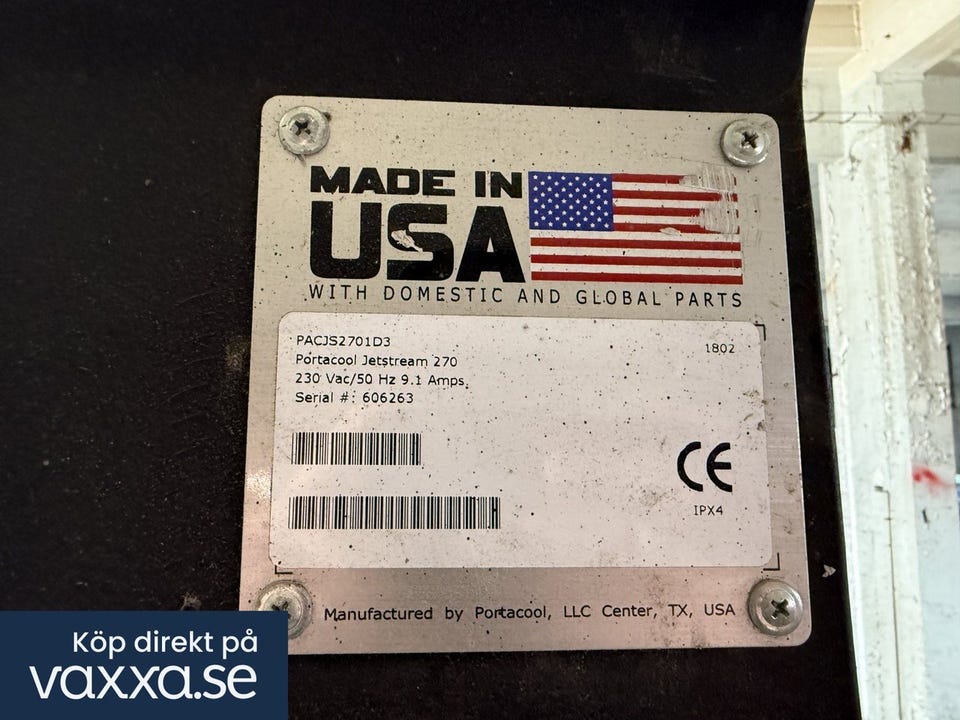 MADE IN
USA
WITH DOMESTIC AND GLOBAL PARTS
PACJS2701D3
1802
Portacool Jetstream 270
230 Vac/50 Hz 9.1 Amps
Serial #: 606263
CE
IPX4
Manufactured by Portacool, LLC Center, TX, USA
Köp direkt på
vaxxa.se